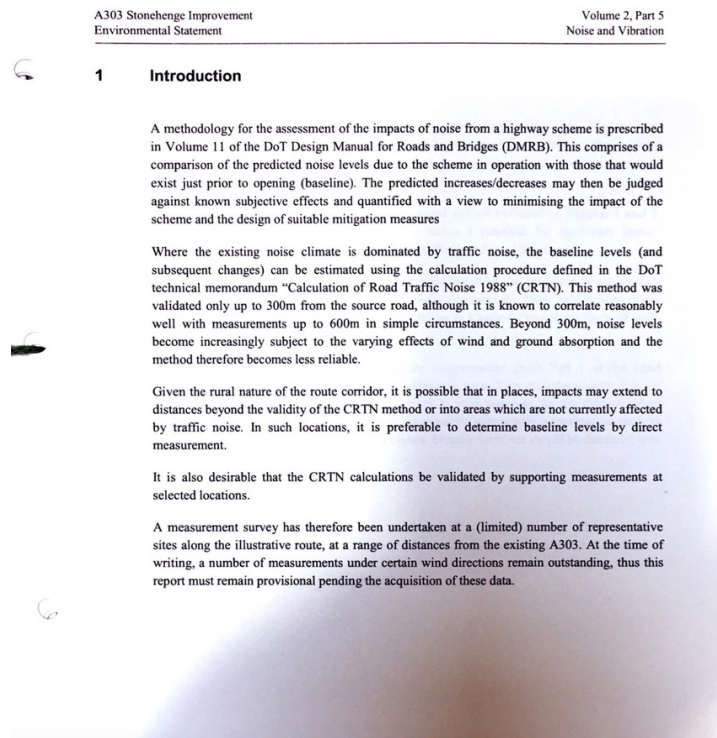 A303 Stonehenge Improvement
Environmental Statement
Volume 2, Part 5
Noise and Vibration
1 Introduction
A methodology for the assessment of the impacts of noise from a highway scheme is prescribed
in Volume 11 of the DoT Design Manual for Roads and Bridges (DMRB). This comprises of a
comparison of the predicted noise levels due to the scheme in operation with those that would
exist just prior to opening (baseline). The predicted increases/decreases may then be judged
against known subjective effects and quantified with a view to minimising the impact of the
scheme and the design of suitable mitigation measures
Where the existing noise climate is dominated by traffic noise, the baseline levels (and
subsequent changes) can be estimated using the calculation procedure defined in the DoT
technical memorandum “Calculation of Road Traffic Noise 1988” (CRTN). This method was
validated only up to 300m from the source road, although it is known to correlate reasonably
well with measurements up to 600m in simple circumstances. Beyond 300m, noise levels
become increasingly subject to the varying effects of wind and ground absorption and the
method therefore becomes less reliable.
Given the rural nature of the route corridor, it is possible that in places, impacts may extend to
distances beyond the validity of the CRTN method or into areas which are not currently affected
by traffic noise. In such locations, it is preferable to determine baseline levels by direct
measurement.
It is also desirable that the CRTN calculations be validated by supporting measurements at
selected locations.
A measurement survey has therefore been undertaken at a (limited) number of representative
sites along the illustrative route, at a range of distances from the existing A303. At the time of
writing, a number of measurements under certain wind directions remain outstanding, thus this
report must remain provisional pending the acquisition of these data.